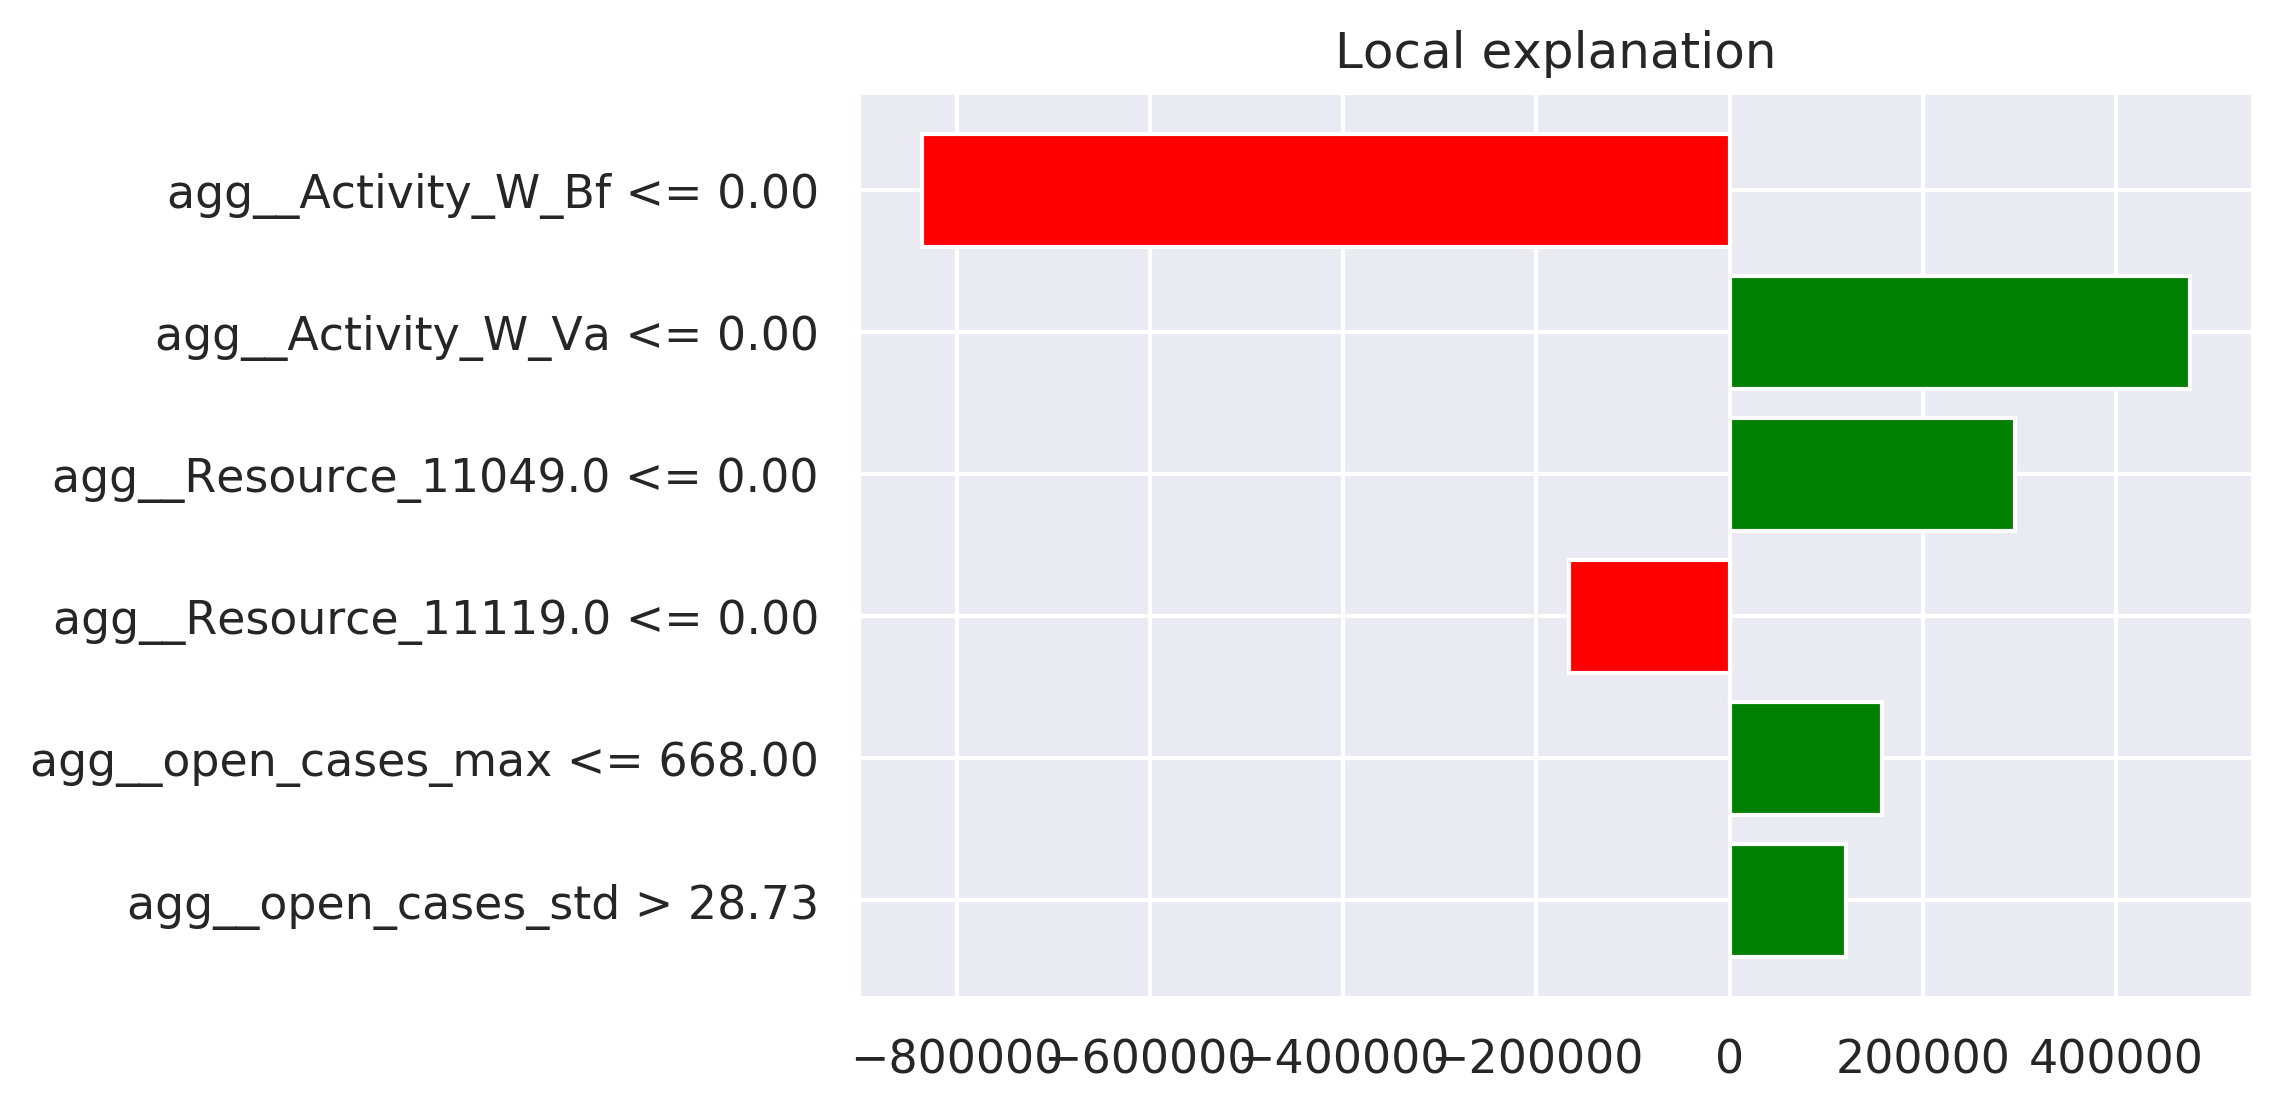 Local explanation
agg__Activity_W_Bf <= 0.00
agg__Activity_W_Va <= 0.00
agg__Resource_11049.0 <= 0.00
agg__Resource_11119.0 <= 0.00
agg__open_cases_max <= 668.00
agg__open_cases_std > 28.73
−800000 −600000 −400000 −200000 0 200000 400000